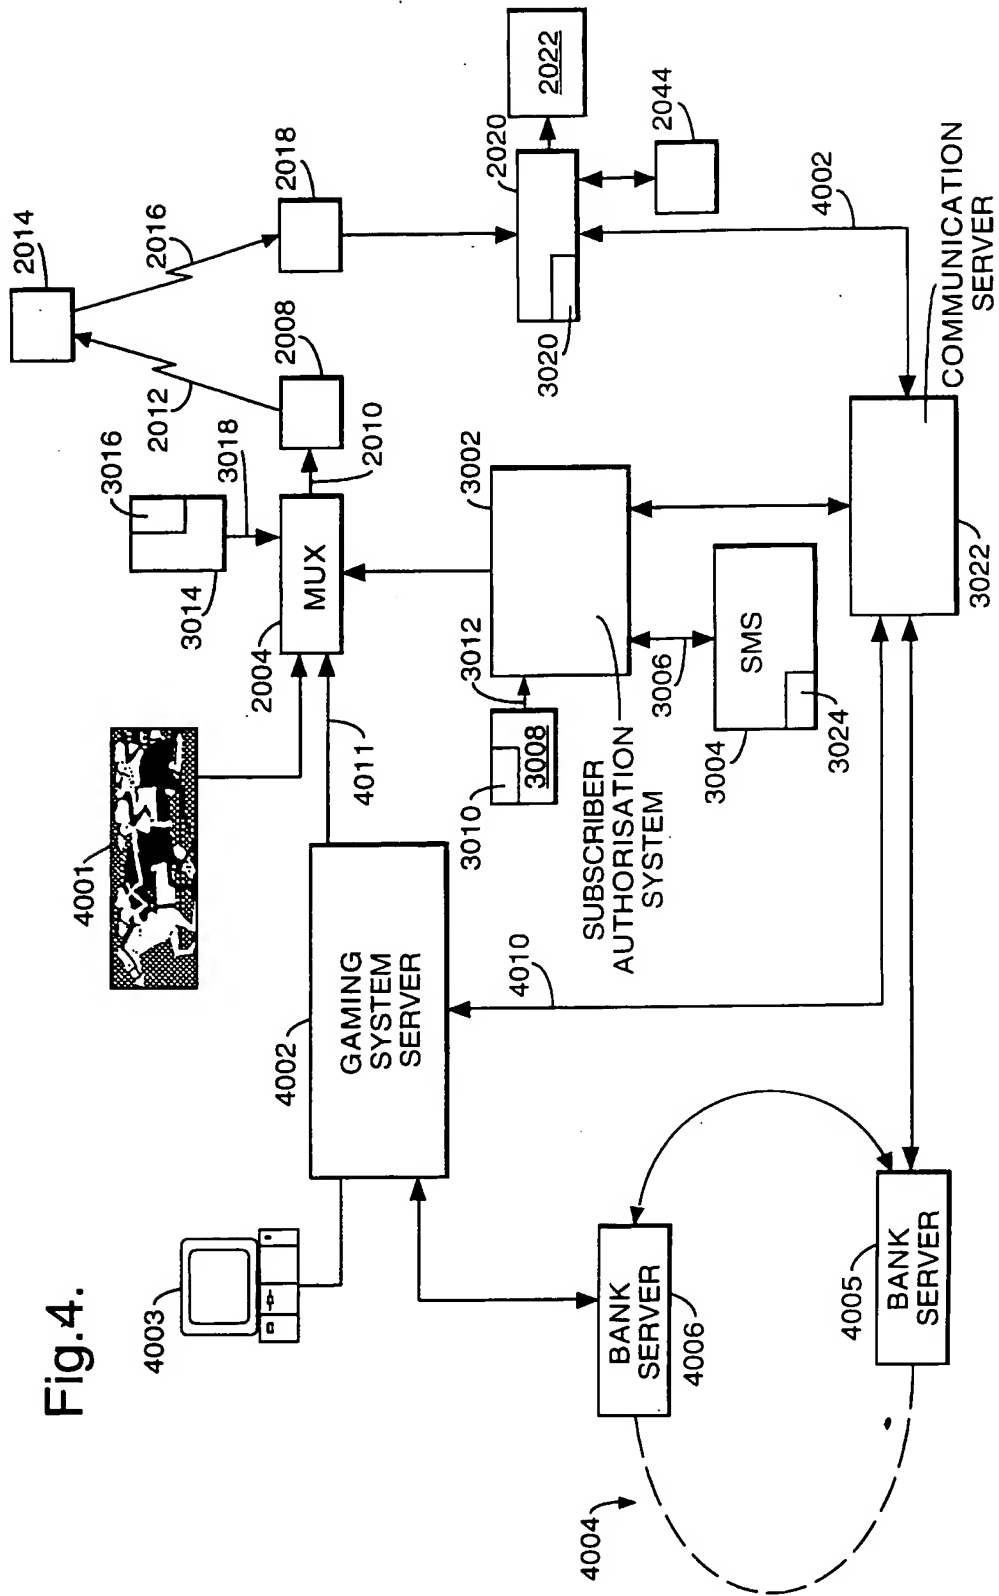 Fig.4.
4003
4001
4002
GAMING
SYSTEM
SERVER
4011
4010
2004
MUX
3014
3016
3018
2010
2008
2012
2014
2016
2018
2020
2022
2044
3020
4002
3002
3012
3010
3008
SUBSCRIBER
AUTHORISATION
SYSTEM
3006
SMS
3004
3024
3022
COMMUNICATION
SERVER
BANK
SERVER
4006
4005
BANK
SERVER
4004